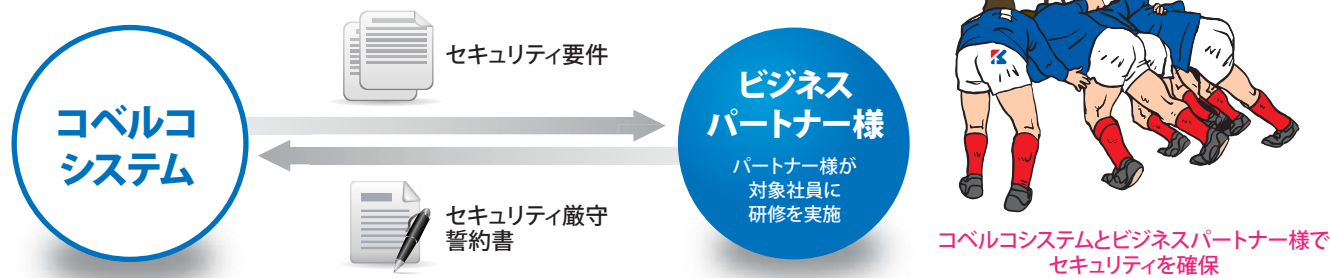 コベルコ
システム
セキュリティ要件
セキュリティ厳守
誓約書
ビジネス
パートナー様
パートナー様が
対象社員に
研修を実施
コベルコシステムとビジネスパートナー様で
セキュリティを確保